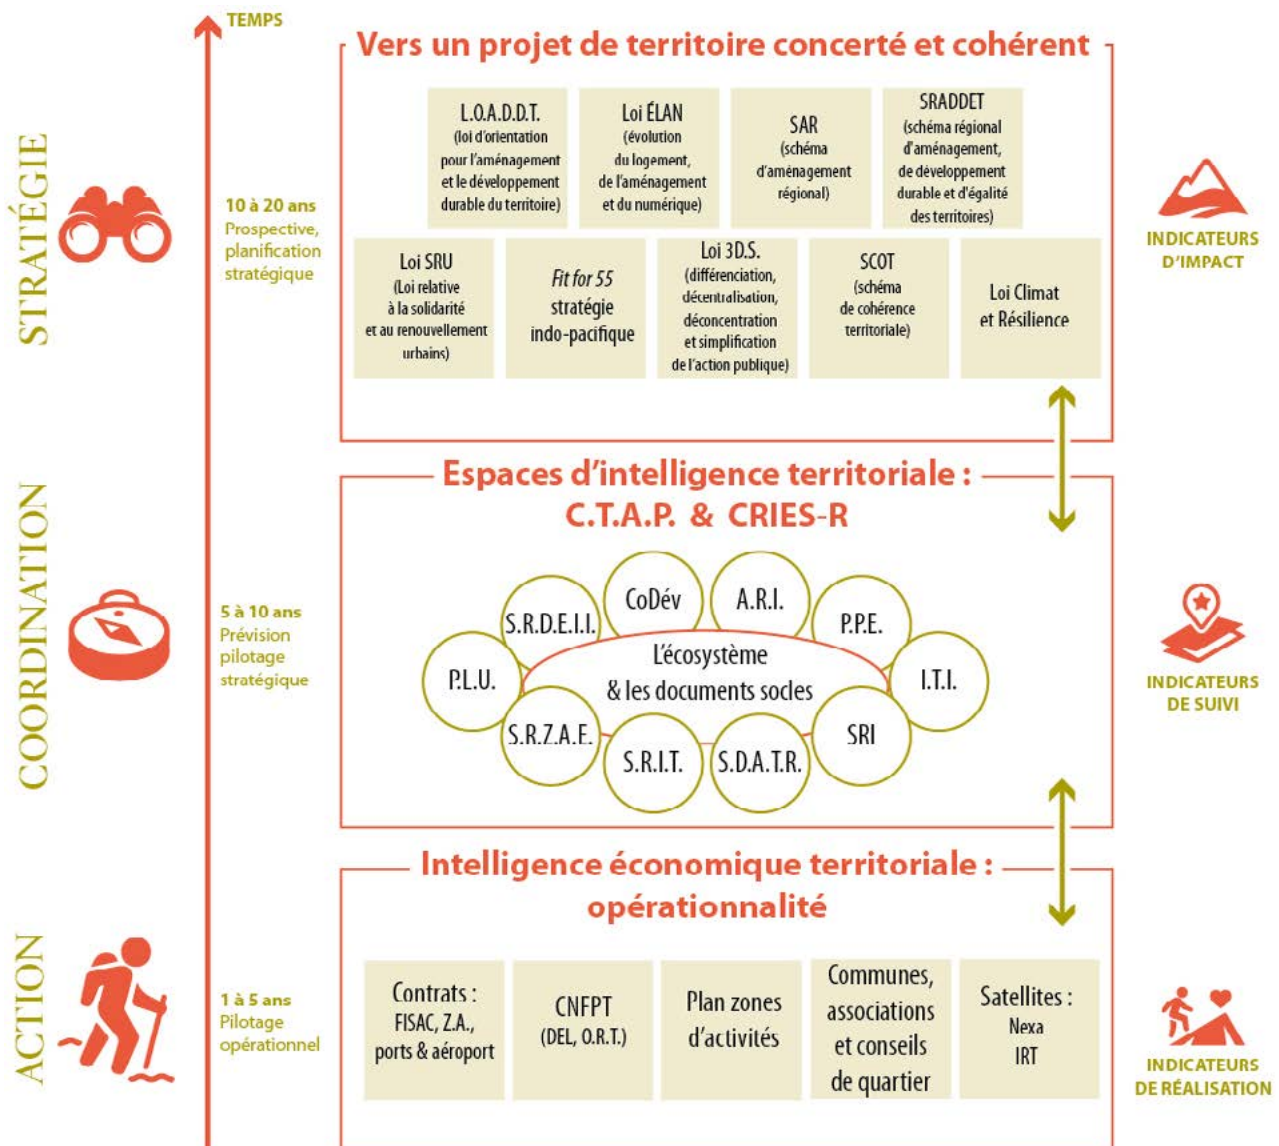 TEMPS
Vers un projet de territoire concerté et cohérent
STRATÉGIE
10 à 20 ans
Prospective,
planification
stratégique
L.O.A.D.D.T.
(loi d'orientation
pour l'aménagement
et le développement
durable du territoire)
Loi ÉLAN
(évolution
du logement,
de l'aménagement
et du numérique)
SAR
(schéma
d'aménagement
régional)
SRADDET
(schéma régional
d'aménagement,
de développement
durable et d'égalité
des territoires)
Loi SRU
(Loi relative
à la solidarité
et au renouvellement
urbains)
Fit for 55
stratégie
indo-pacifique
Loi 3D.S.
(différenciation,
décentralisation,
déconcentration
et simplification
de l'action publique)
SCOT
(schéma
de cohérence
territoriale)
Loi Climat
et Résilience
INDICATEURS
D'IMPACT
COORDINATION
5 à 10 ans
Prévision
pilotage
stratégique
Espaces d'intelligence territoriale :
C.T.A.P. & CRIES-R
P.L.U.
S.R.D.E.I.I.
CoDév
A.R.I.
P.P.E.
I.T.I.
L'écosystème
& les documents socles
S.R.Z.A.E.
S.R.I.T.
S.D.A.T.R.
SRI
INDICATEURS
DE SUIVI
ACTION
1 à 5 ans
Pilotage
opérationnel
Intelligence économique territoriale :
opérationnalité
Contrats :
FISAC, Z.A.,
ports & aéroport
CNFPT
(DEL, O.R.T.)
Plan zones
d'activités
Communes,
associations
et conseils
de quartier
Satellites :
Nexa
IRT
INDICATEURS
DE RÉALISATION